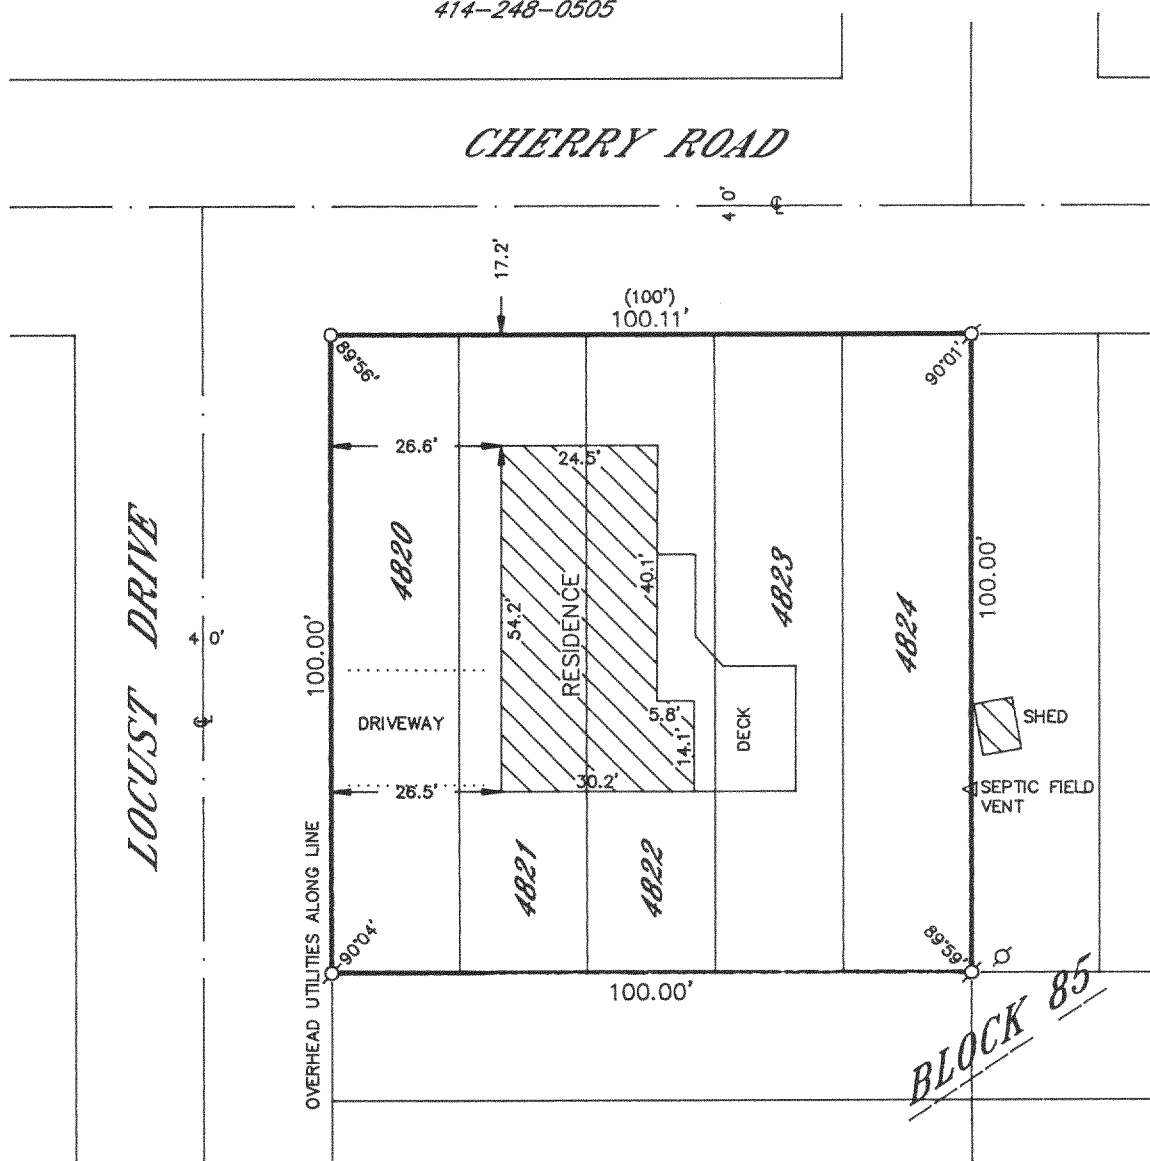 414-248-0505
CHERRY ROAD
4 0'
17.2'
(100')
100.11'
89°56'
90°01'
26.6'
24.5'
LOCUST DRIVE
4 0'
4820
4823
4824
100.00'
100.00'
54.2'
RESIDENCE
40.1'
DRIVEWAY
5.8'
14.1'
DECK
SHED
30.2'
26.5'
SEPTIC FIELD
VENT
4821
4822
OVERHEAD UTILITIES ALONG LINE
90°04'
89°59'
100.00'
BLOCK 85